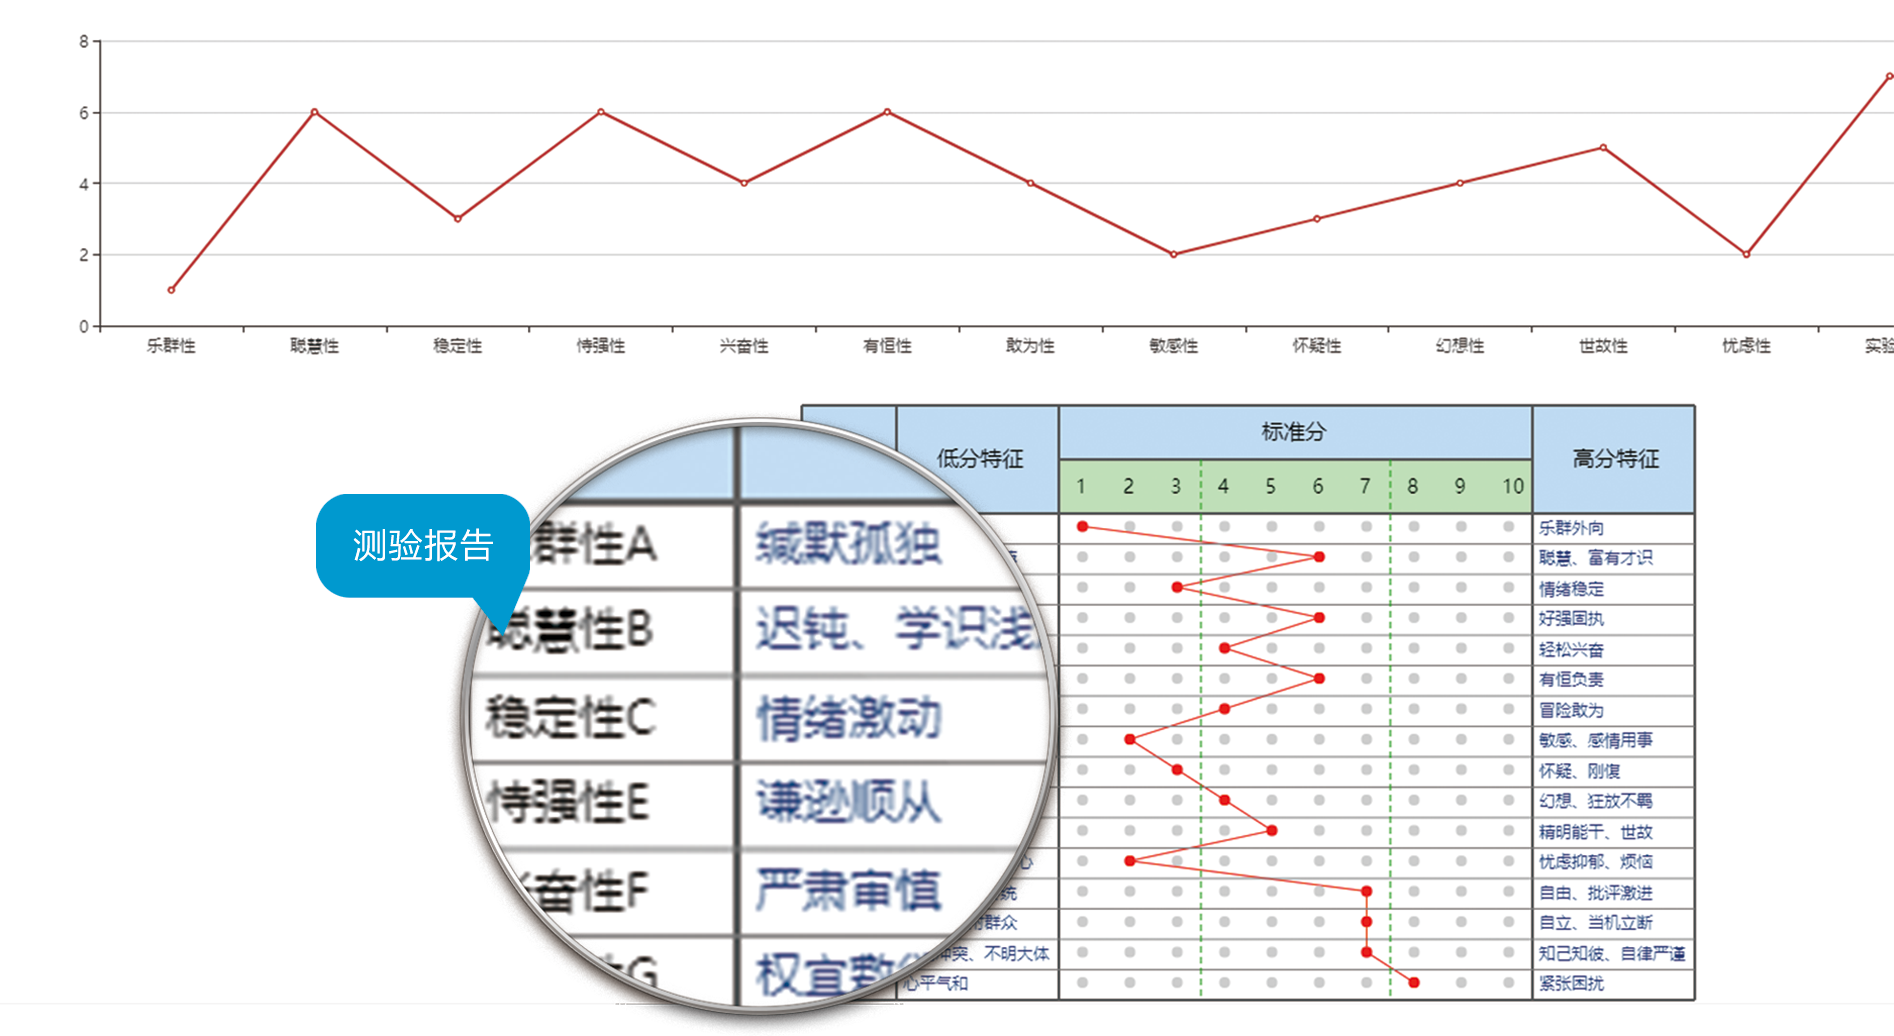 8
6
4
2
0
乐群性 聪慧性 稳定性 恃强性 兴奋性 有恒性 敢为性 敏感性 怀疑性 幻想性 世故性 忧虑性 实验
低分特征 标准分 高分特征
1 2 3 4 5 6 7 8 9 10
测验报告
群性A 缄默孤独
聪慧性B 迟钝、学识浅
稳定性C 情绪激动
恃强性E 谦逊顺从
奋性F 严肃审慎
G 权宜敷
乐群外向
聪慧、富有才识
情绪稳定
好强固执
轻松兴奋
有恒负责
冒险敢为
敏感、感情用事
怀疑、刚愎
幻想、狂放不羁
精明能干、世故
心 忧虑抑郁、烦恼
统 自由、批评激进
附群众 自立、当机立断
冲突、不明大体 知己知彼、自律严谨
心平气和 紧张困扰